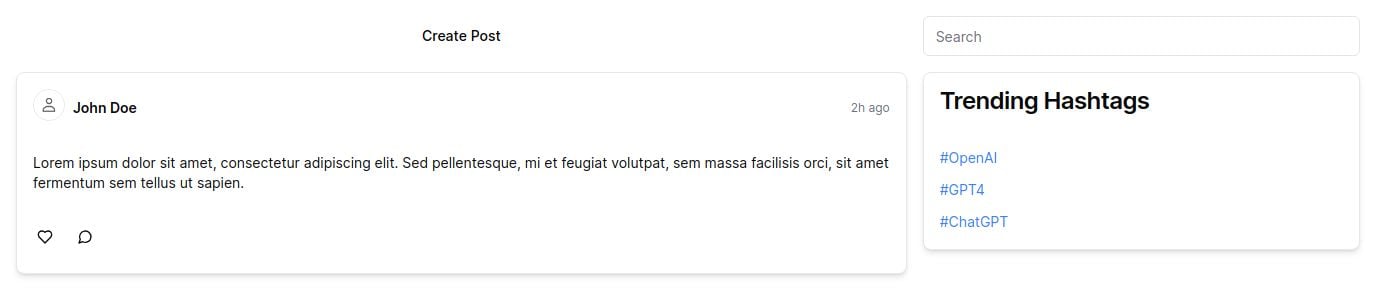 Create Post
Search
John Doe
2h ago
Lorem ipsum dolor sit amet, consectetur adipiscing elit. Sed pellentesque, mi et feugiat volutpat, sem massa facilisis orci, sit amet
fermentum sem tellus ut sapien.
Trending Hashtags
#OpenAI
#GPT4
#ChatGPT